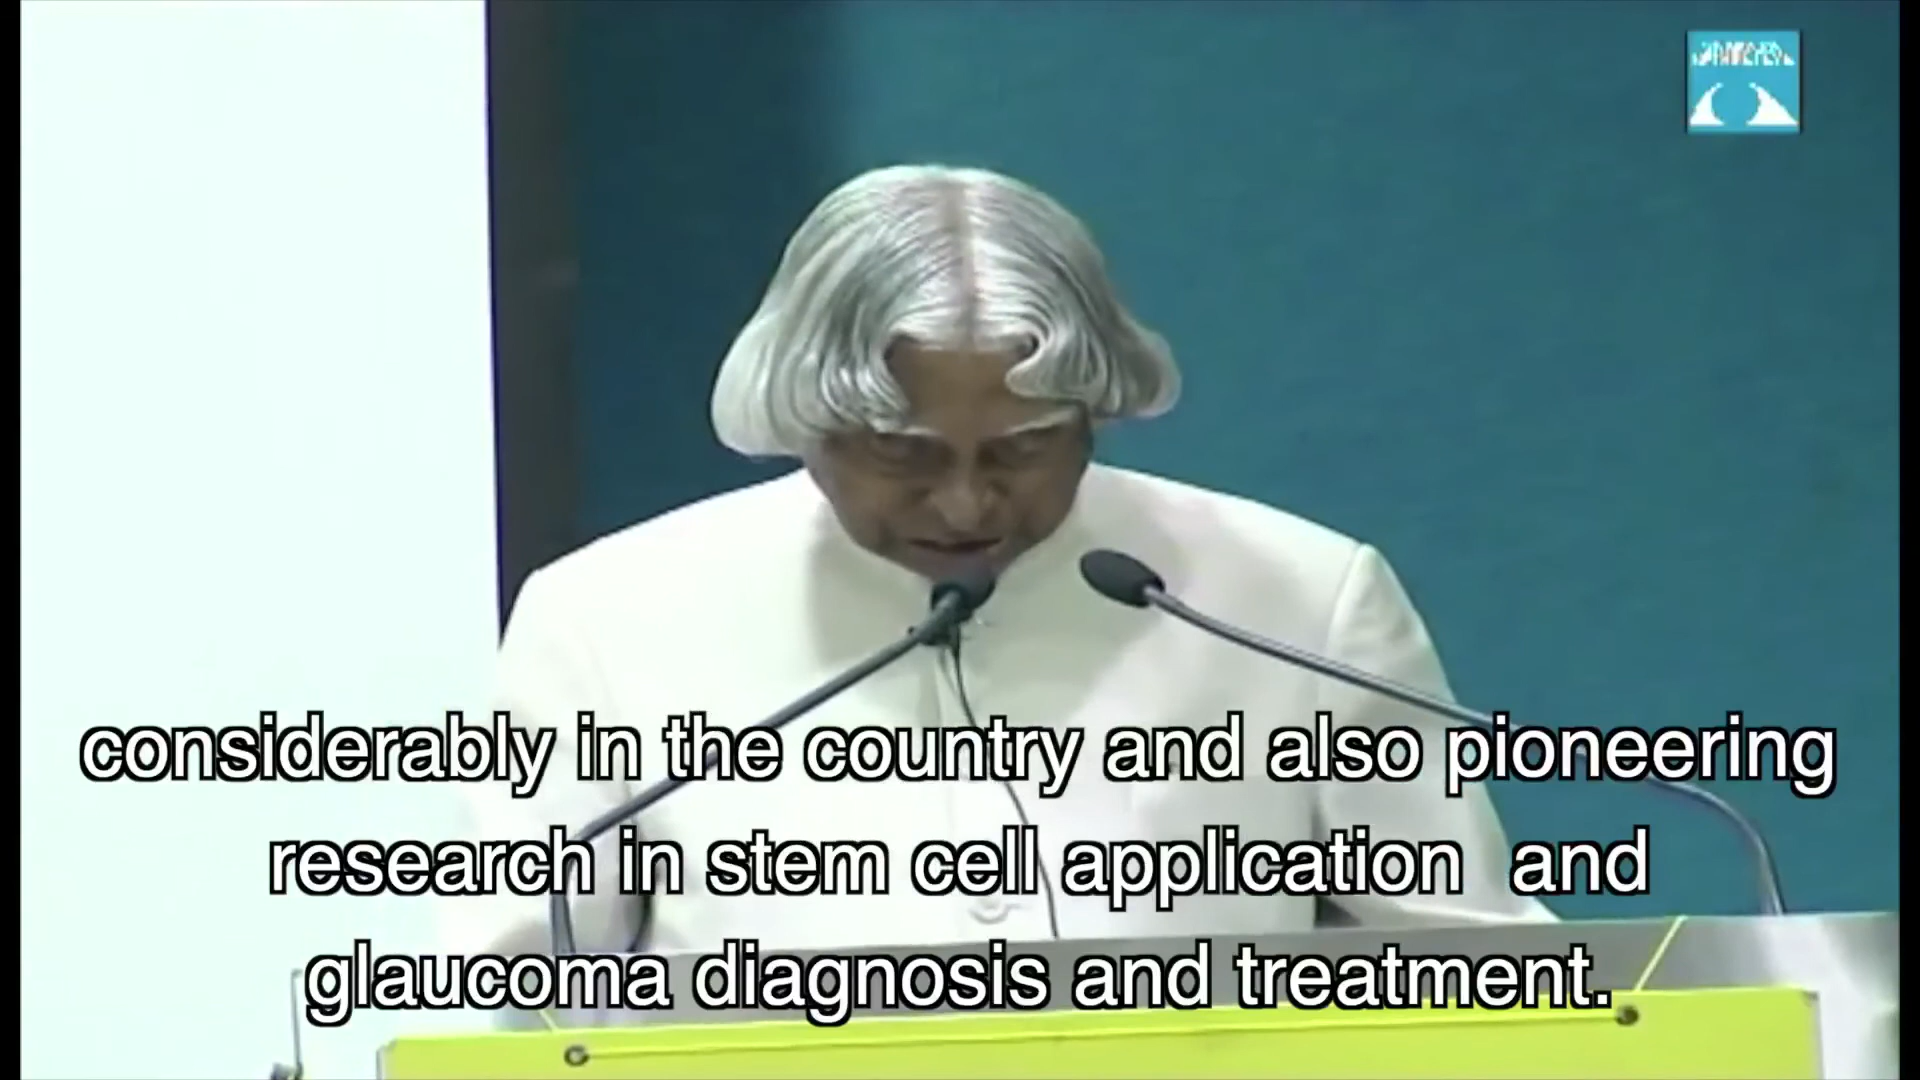 considerably in the country and also pioneering
research in stem cell application  and
glaucoma diagnosis and treatment.